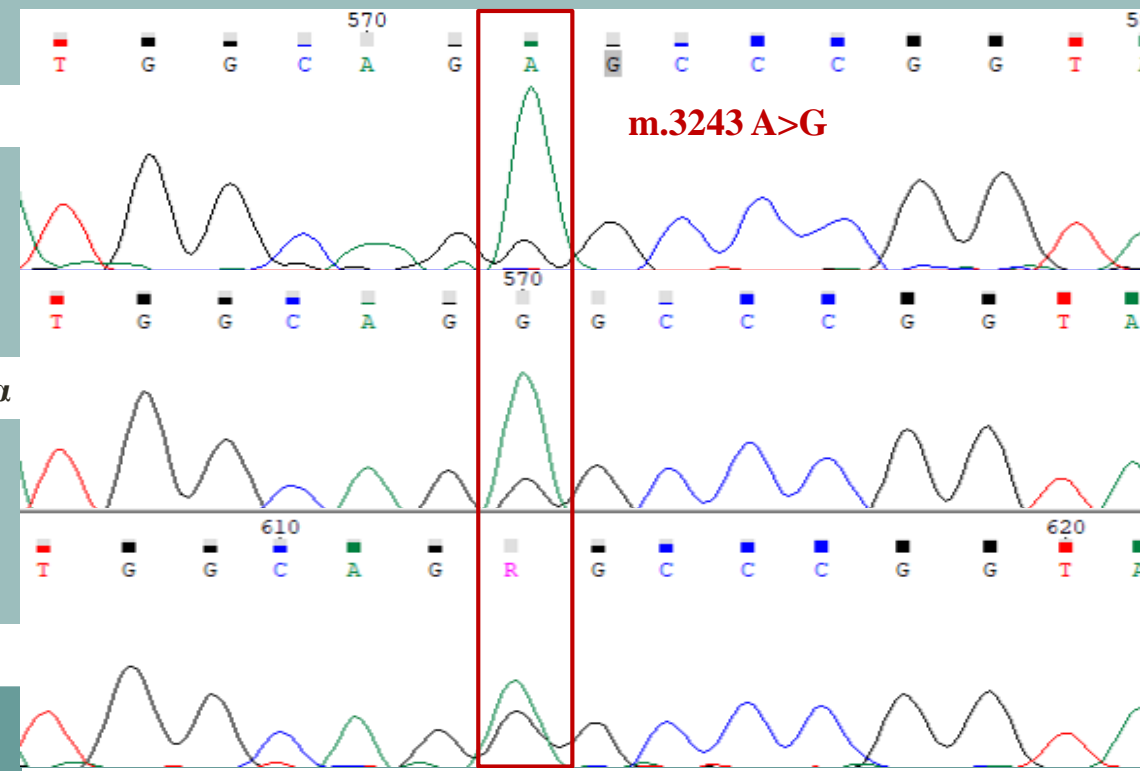 570
T G G C A G A G C C C G G T
m.3243 A>G
570
T G G C A G G G C C C G G T A
α
610 620
T G G C A G R G C C C G G T A